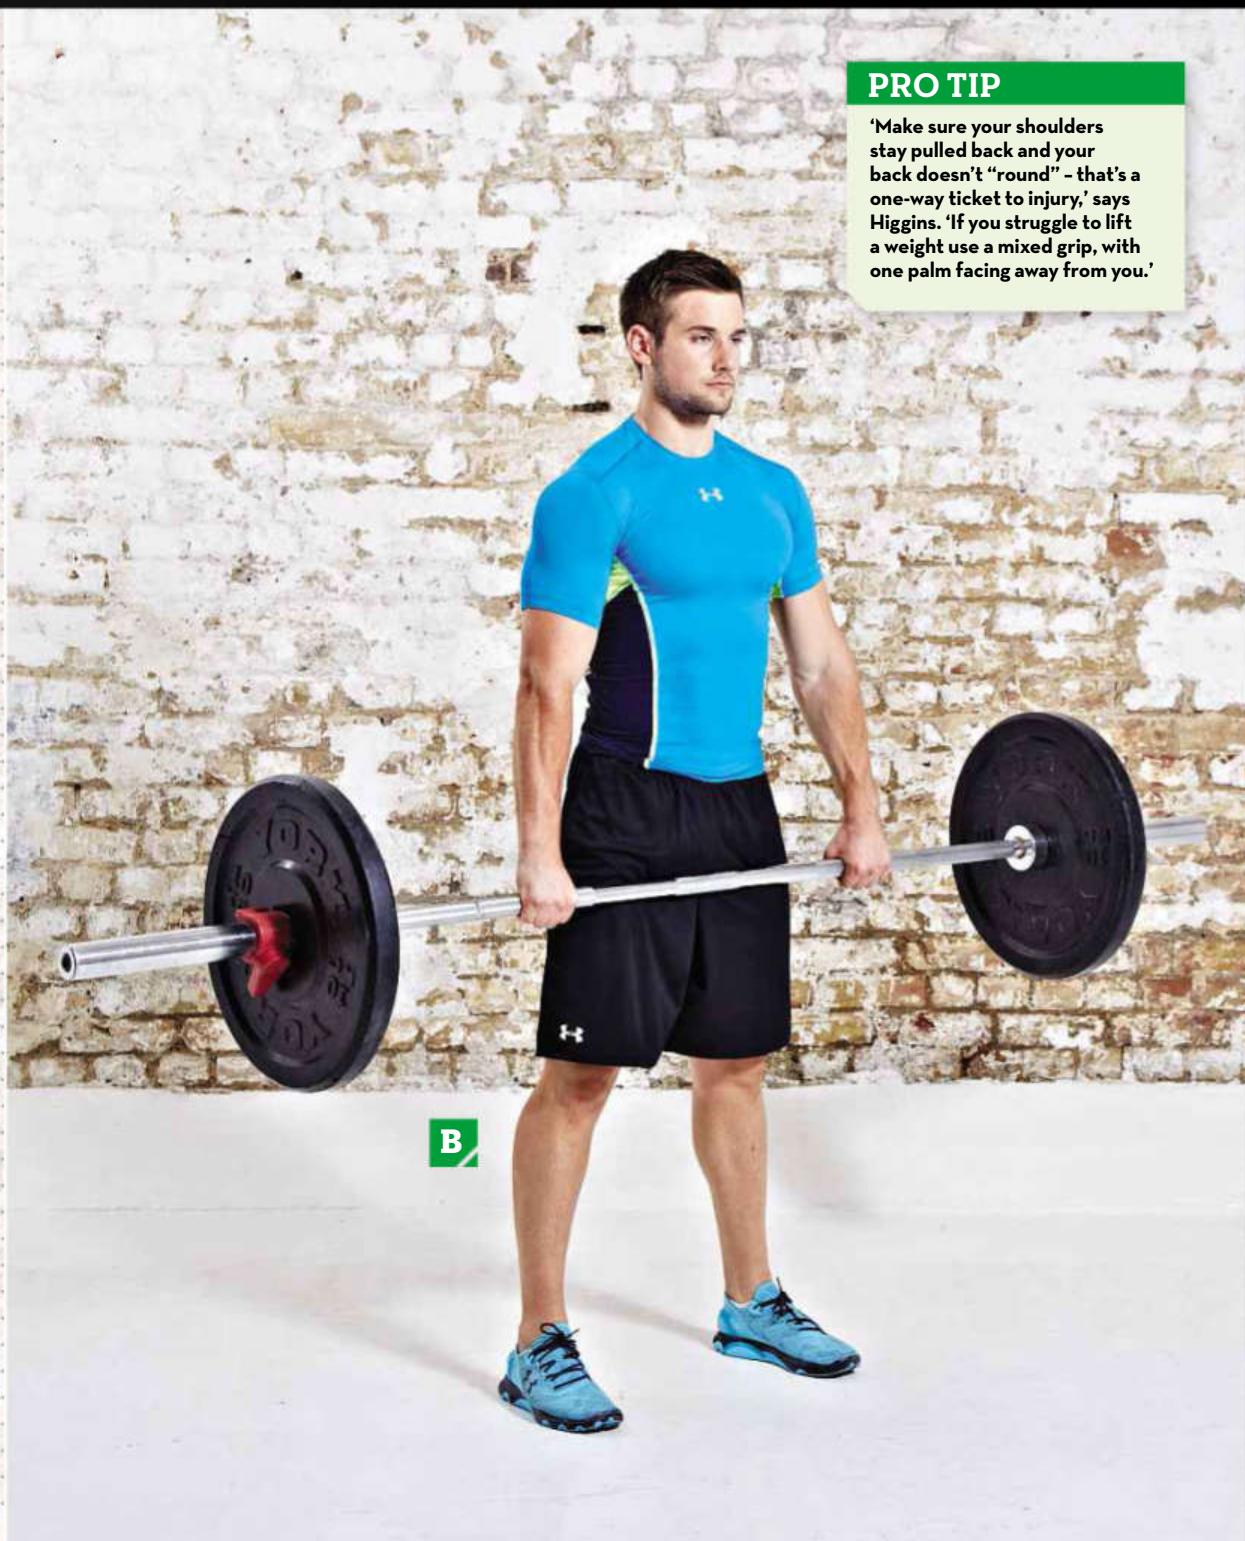 PRO TIP
‘Make sure your shoulders
stay pulled back and your
back doesn’t “round” – that’s a
one-way ticket to injury,’ says
Higgins. ‘If you struggle to lift
a weight use a mixed grip, with
one palm facing away from you.’
YORK
YORK
B